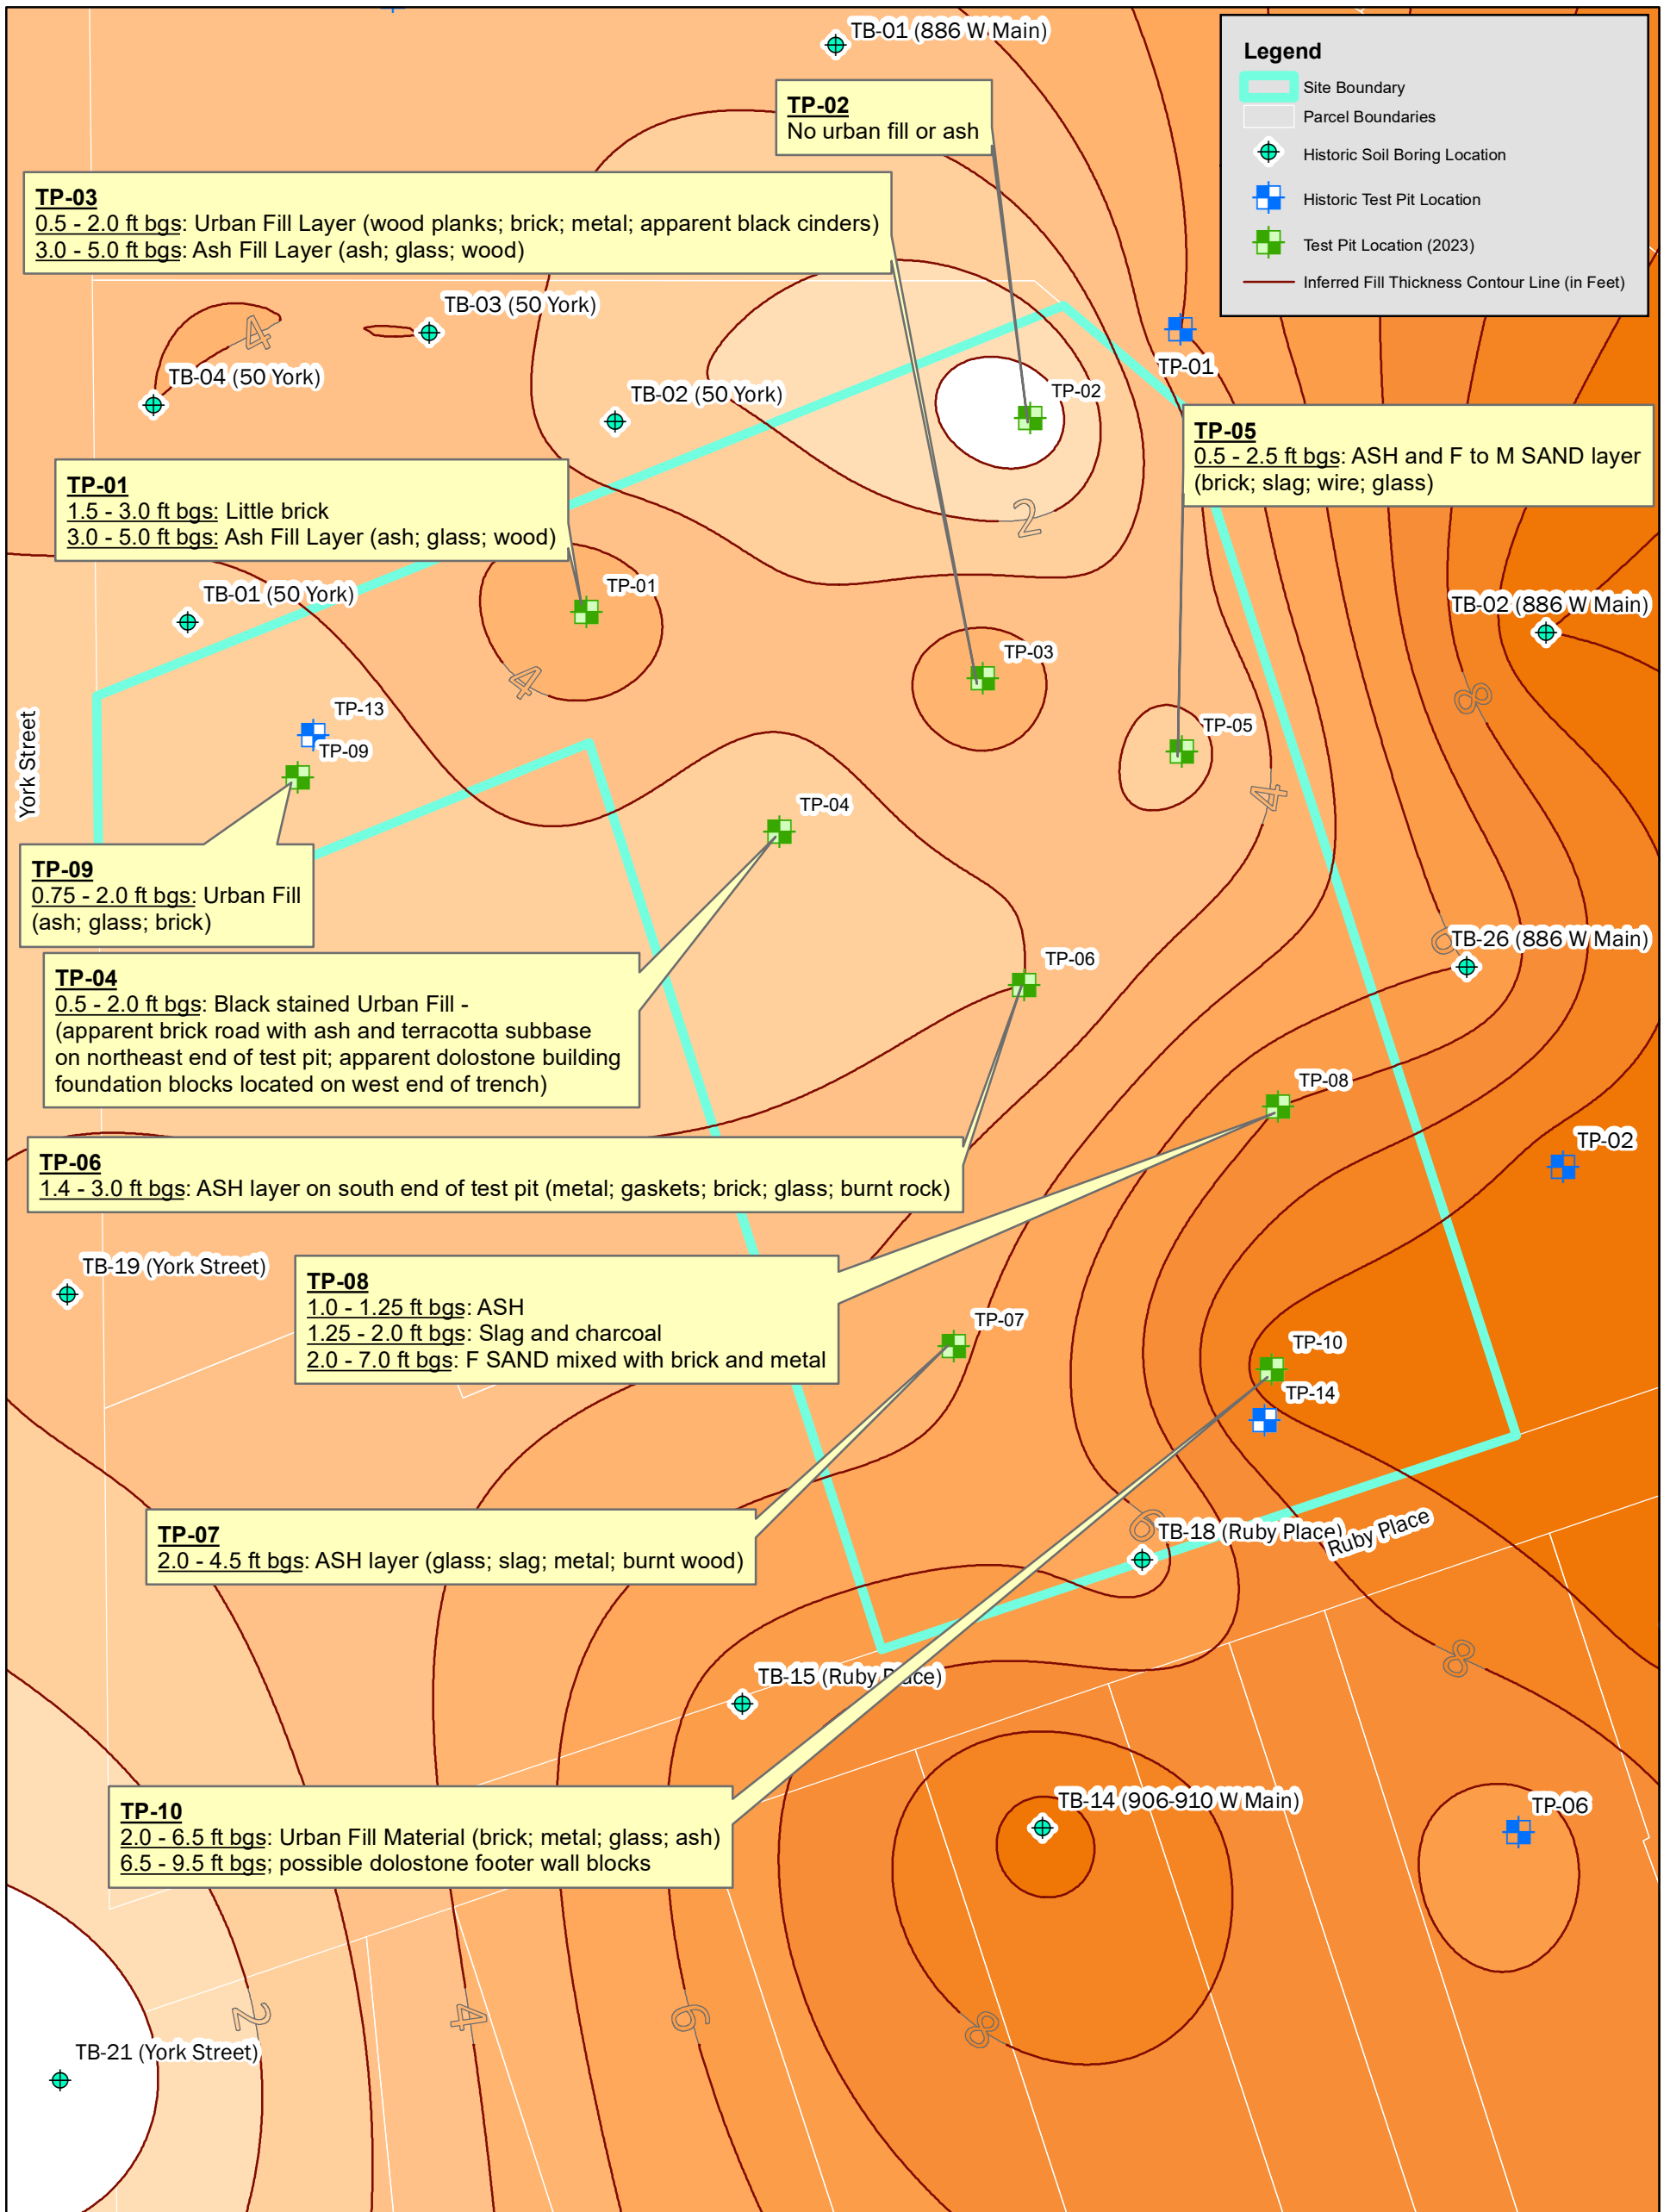 TB-01 (886 W Main)
Legend
Site Boundary
Parcel Boundaries
Historic Soil Boring Location
Historic Test Pit Location
Test Pit Location (2023)
Inferred Fill Thickness Contour Line (in Feet)
TP-02
No urban fill or ash
TP-03
0.5 - 2.0 ft bgs: Urban Fill Layer (wood planks; brick; metal; apparent black cinders)
3.0 - 5.0 ft bgs: Ash Fill Layer (ash; glass; wood)
TB-03 (50 York)
4
TB-04 (50 York)
TB-02 (50 York)
TP-02
TP-01
TP-05
0.5 - 2.5 ft bgs: ASH and F to M SAND layer
(brick; slag; wire; glass)
TP-01
1.5 - 3.0 ft bgs: Little brick
3.0 - 5.0 ft bgs: Ash Fill Layer (ash; glass; wood)
2
TB-01 (50 York)
TP-01
TB-02 (886 W Main)
4
TP-03
8
York Street
TP-13
TP-09
TP-05
4
TP-04
TP-09
0.75 - 2.0 ft bgs: Urban Fill
(ash; glass; brick)
TB-26 (886 W Main)
TP-06
TP-04
0.5 - 2.0 ft bgs: Black stained Urban Fill -
(apparent brick road with ash and terracotta subbase
on northeast end of test pit; apparent dolostone building
foundation blocks located on west end of trench)
TP-08
TP-02
TP-06
1.4 - 3.0 ft bgs: ASH layer on south end of test pit (metal; gaskets; brick; glass; burnt rock)
TB-19 (York Street)
TP-08
1.0 - 1.25 ft bgs: ASH
1.25 - 2.0 ft bgs: Slag and charcoal
2.0 - 7.0 ft bgs: F SAND mixed with brick and metal
TP-07
TP-10
TP-14
TP-07
2.0 - 4.5 ft bgs: ASH layer (glass; slag; metal; burnt wood)
6
TB-18 (Ruby Place)
Ruby Place
8
TB-15 (Ruby Place)
TP-10
2.0 - 6.5 ft bgs: Urban Fill Material (brick; metal; glass; ash)
6.5 - 9.5 ft bgs; possible dolostone footer wall blocks
TB-14 (906-910 W Main)
TP-06
2
4
6
8
TB-21 (York Street)